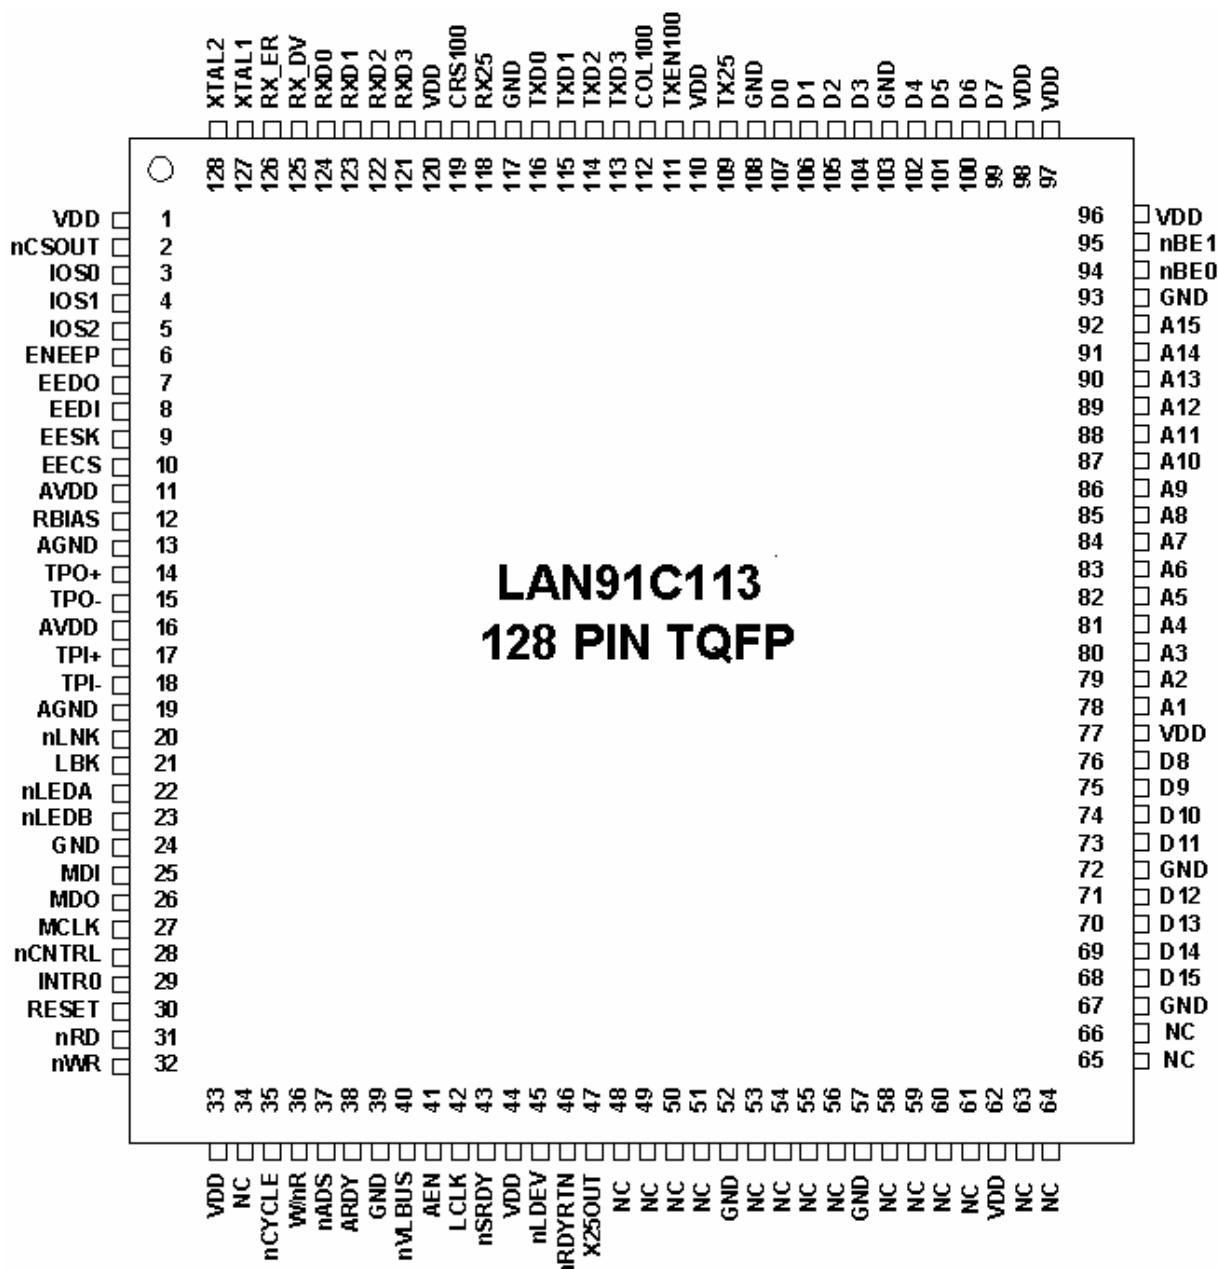 XTAL2 XTAL1 RX_ER RX_DV RXD0 RXD1 RXD2 RXD3 VDD CRS100 RX25 GND TXD0 TXD1 TXD2 TXD3 COL100 TXEN100 VDD TX25 GND D0 D1 D2 D3 GND D4 D5 D6 D7 VDD VDD
128 127 126 125 124 123 122 121 120 119 118 117 116 115 114 113 112 111 110 109 108 107 106 105 104 103 102 101 100 99 98 97
VDD 1
nCSOUT 2
IOS0 3
IOS1 4
IOS2 5
ENEEP 6
EEDO 7
EEDI 8
EESK 9
EECS 10
AVDD 11
RBIAS 12
AGND 13
TPO+ 14
TPO- 15
AVDD 16
TPI+ 17
TPI- 18
AGND 19
nLNK 20
LBK 21
nLEDA 22
nLEDB 23
GND 24
MDI 25
MDO 26
MCLK 27
nCNTRL 28
INTR0 29
RESET 30
nRD 31
nWR 32
LAN91C113
128 PIN TQFP
96 VDD
95 nBE1
94 nBE0
93 GND
92 A15
91 A14
90 A13
89 A12
88 A11
87 A10
86 A9
85 A8
84 A7
83 A6
82 A5
81 A4
80 A3
79 A2
78 A1
77 VDD
76 D8
75 D9
74 D10
73 D11
72 GND
71 D12
70 D13
69 D14
68 D15
67 GND
66 NC
65 NC
33 34 35 36 37 38 39 40 41 42 43 44 45 46 47 48 49 50 51 52 53 54 55 56 57 58 59 60 61 62 63 64
VDD NC nCYCLE W/nR nADS ARDY GND nVLBUS AEN LCLK nSRDY VDD nLDEV nRDYRTN X25OUT NC NC NC NC GND NC NC NC NC GND NC NC NC NC VDD NC NC